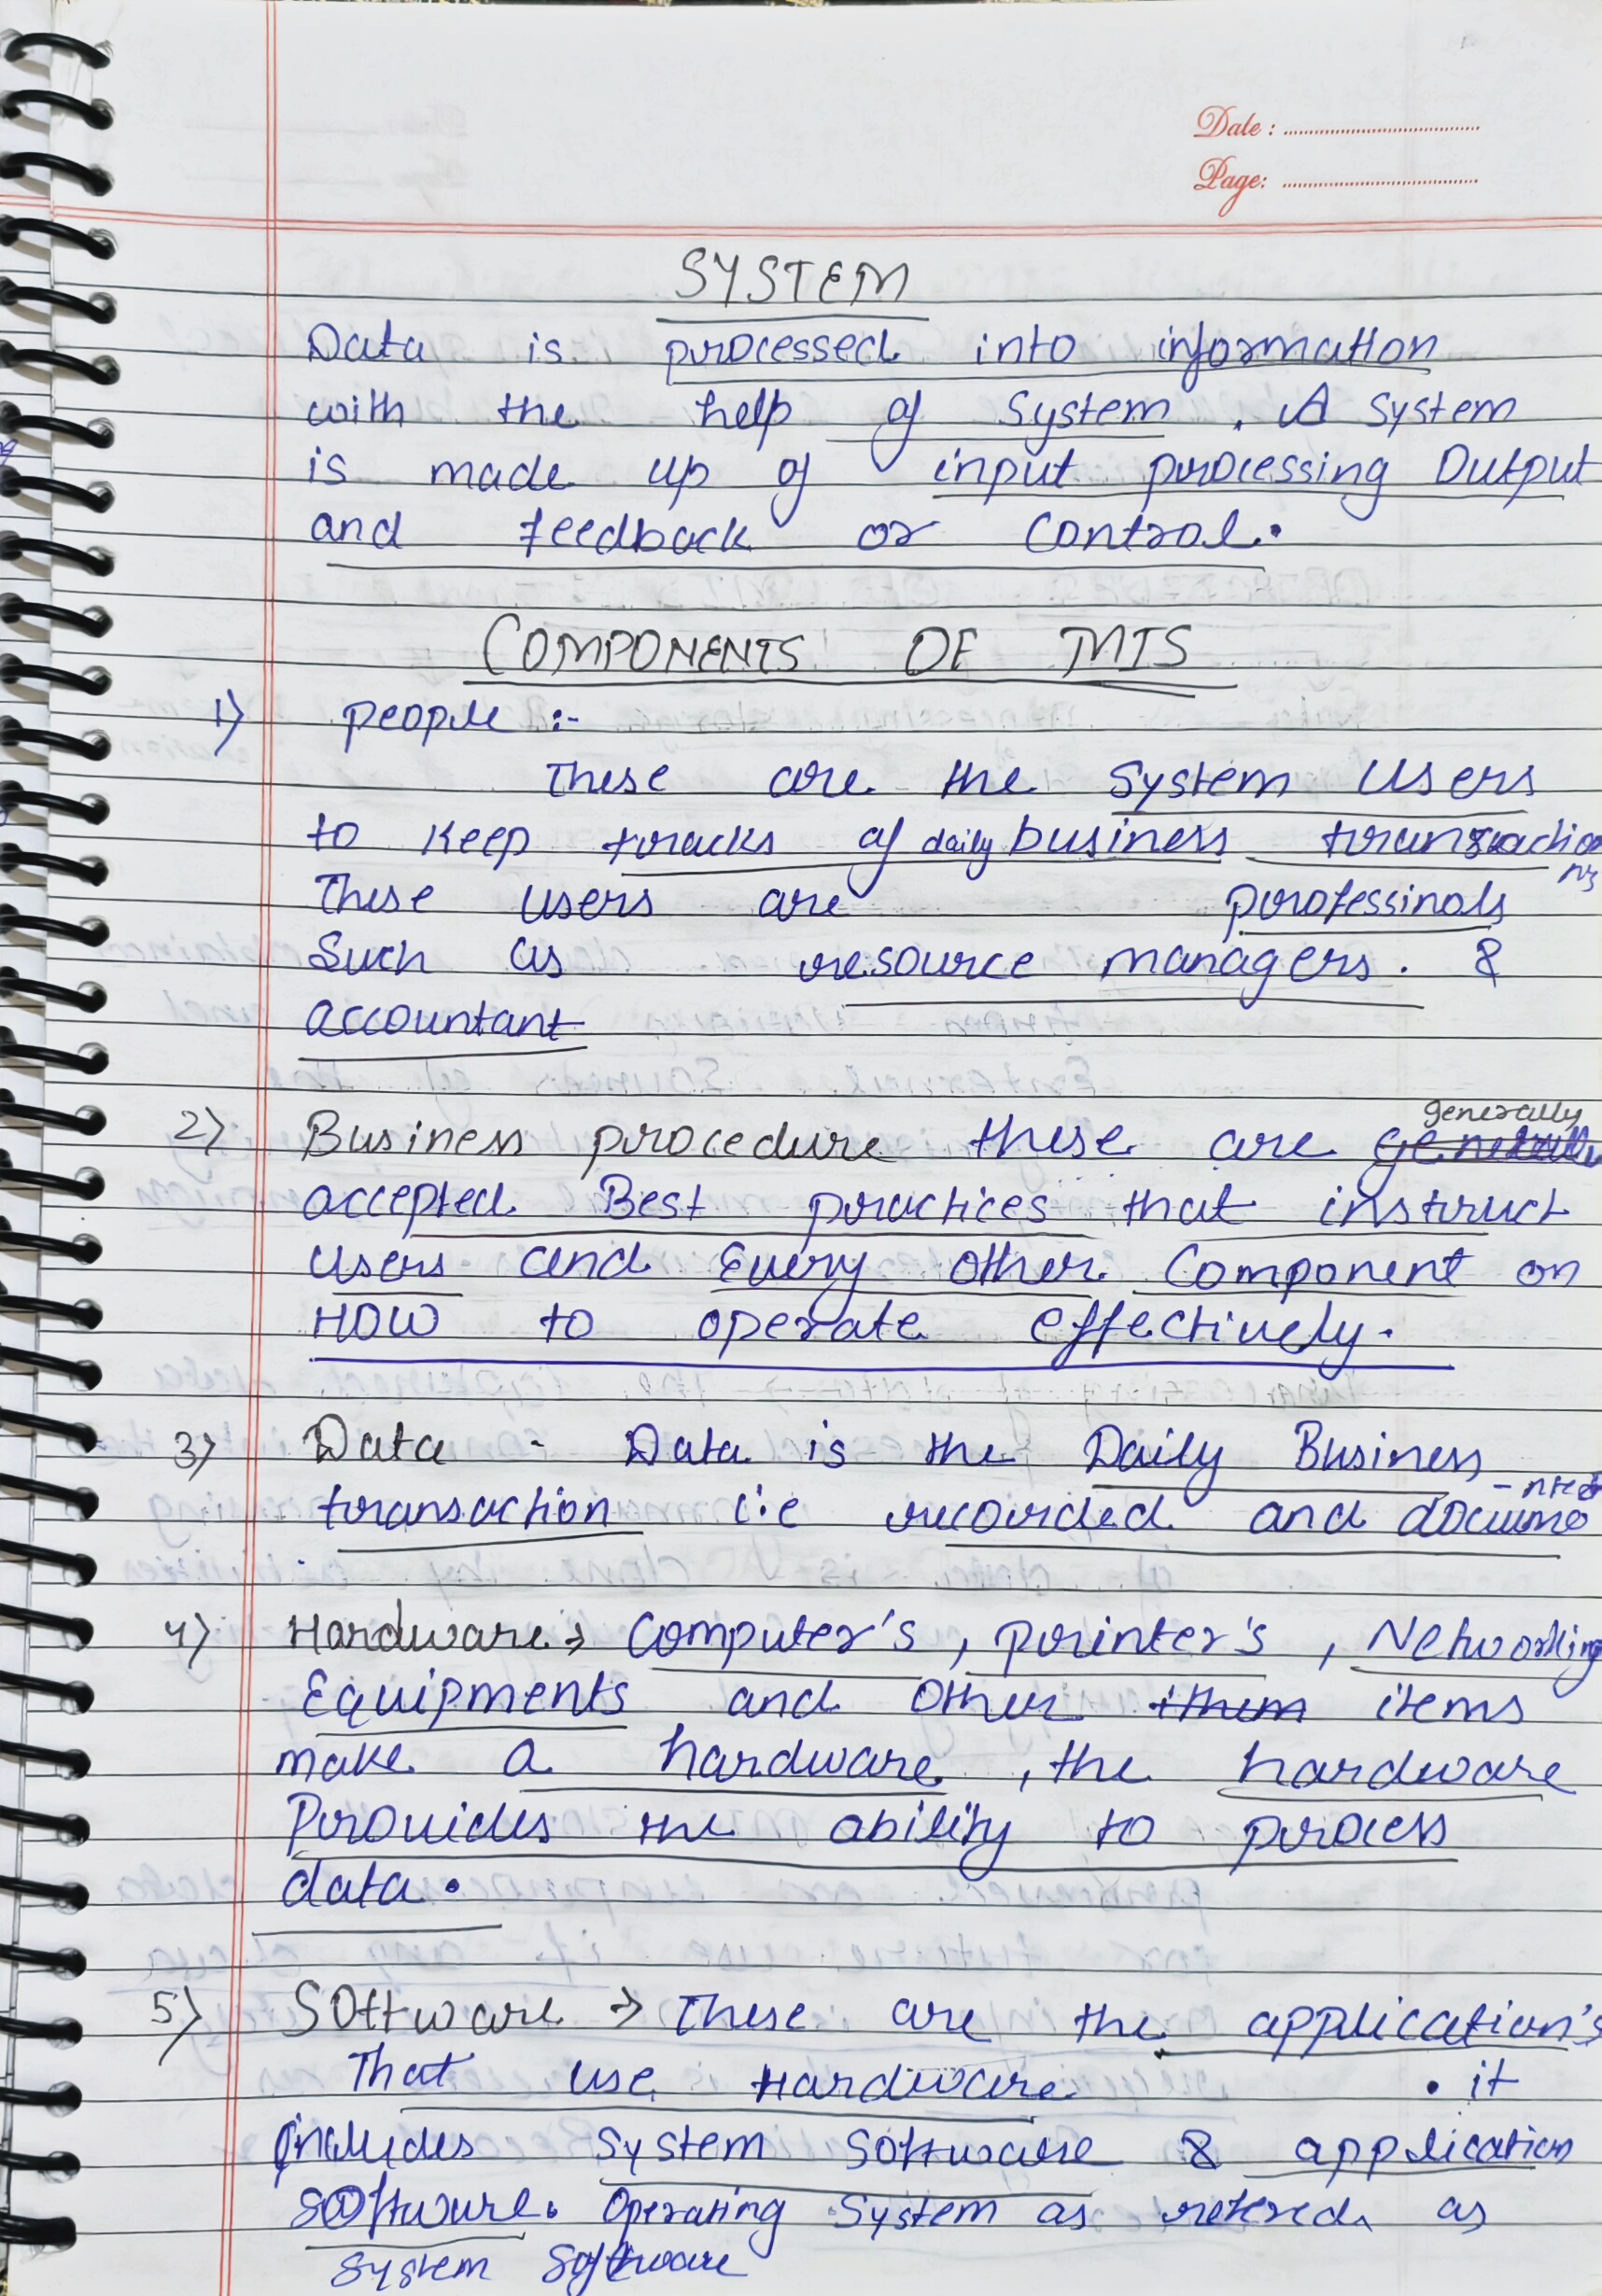 Date :
Page:
SYSTEM
Data is processed into information
with the help of System . A System
is made up of input processing Output
and feedback or Control.
COMPONENTS OF MIS
1) people :-
These are the System Users
to keep tracks of daily business transactions
These users are professinols
Such as resource managers . &
accountant
2) Business procedure these are generally
accepted Best practices that instruct
Users and Every other Component on
HOW to operate effectively.
3) Data - Data is the Daily Business
transaction i.e recorded and documented
4) Hardware → Computer's , printer's , Networking
Equipments and Other them items
make a hardware , the hardware
Provides the ability to process
data .
5) Software → These are the application's
That use Hardware . it
includes System Software & application
software. Operating System as refered as
System Software